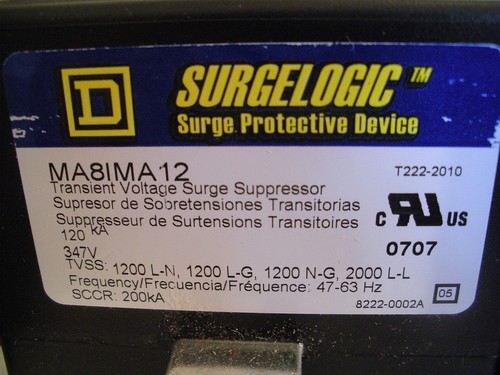 D
SURGELOGIC™
Surge Protective Device
MA8IMA12
T222-2010
Transient Voltage Surge Suppressor
Supresor de Sobretensiones Transitorias
Suppresseur de Surtensions Transitoires
c RU US
120 kA
0707
347V
TVSS: 1200 L-N, 1200 L-G, 1200 N-G, 2000 L-L
Frequency/Frecuencia/Fréquence: 47-63 Hz
05
SCCR: 200kA
8222-0002A